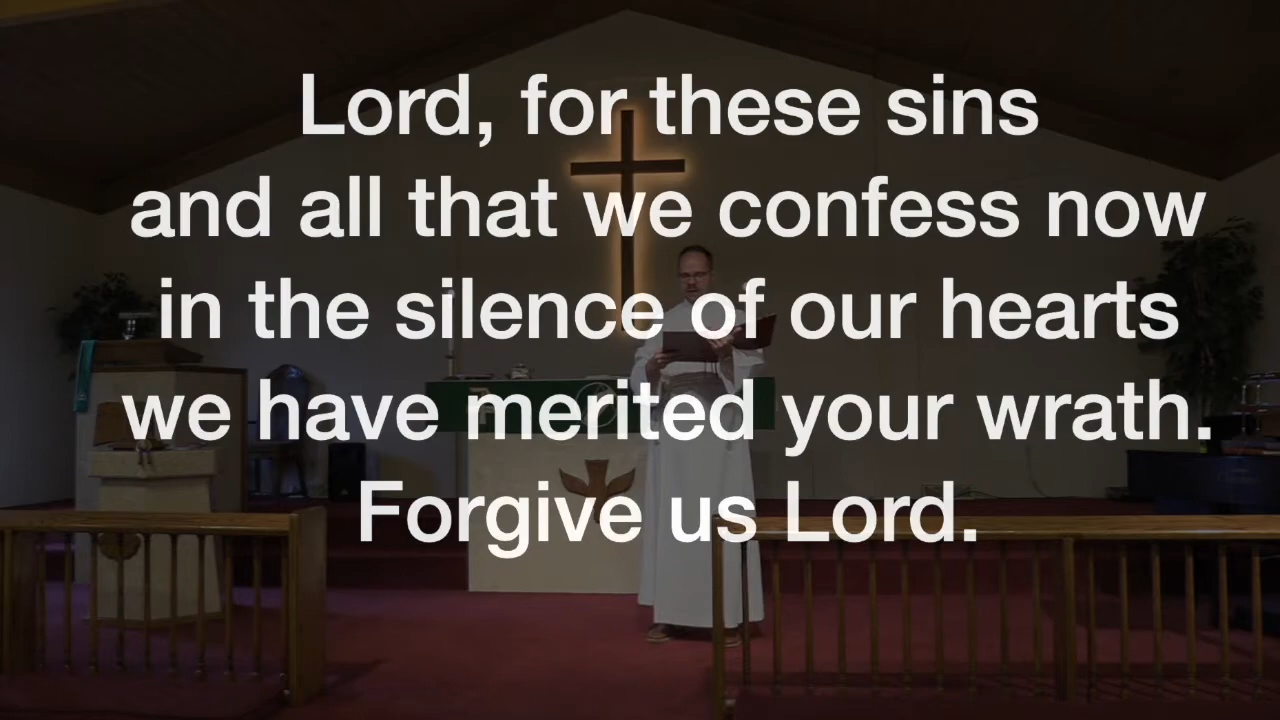 Lord, for these sins
and all that we confess now
in the silence of our hearts
we have merited your wrath.
Forgive us Lord.